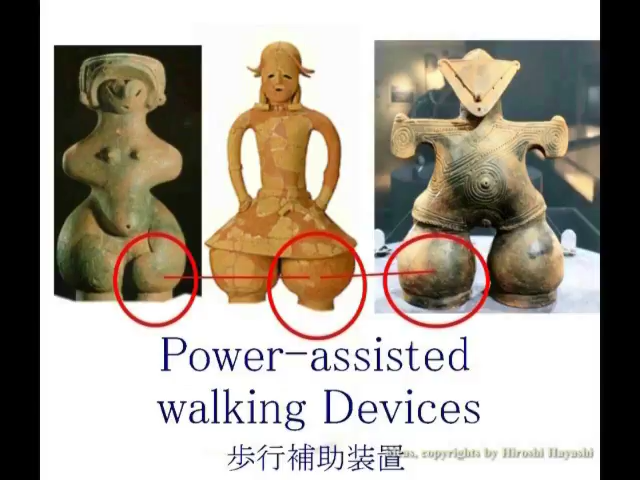 Power-assisted
walking Devices
歩行補助装置
, copyrights by Hiroshi Hayashi